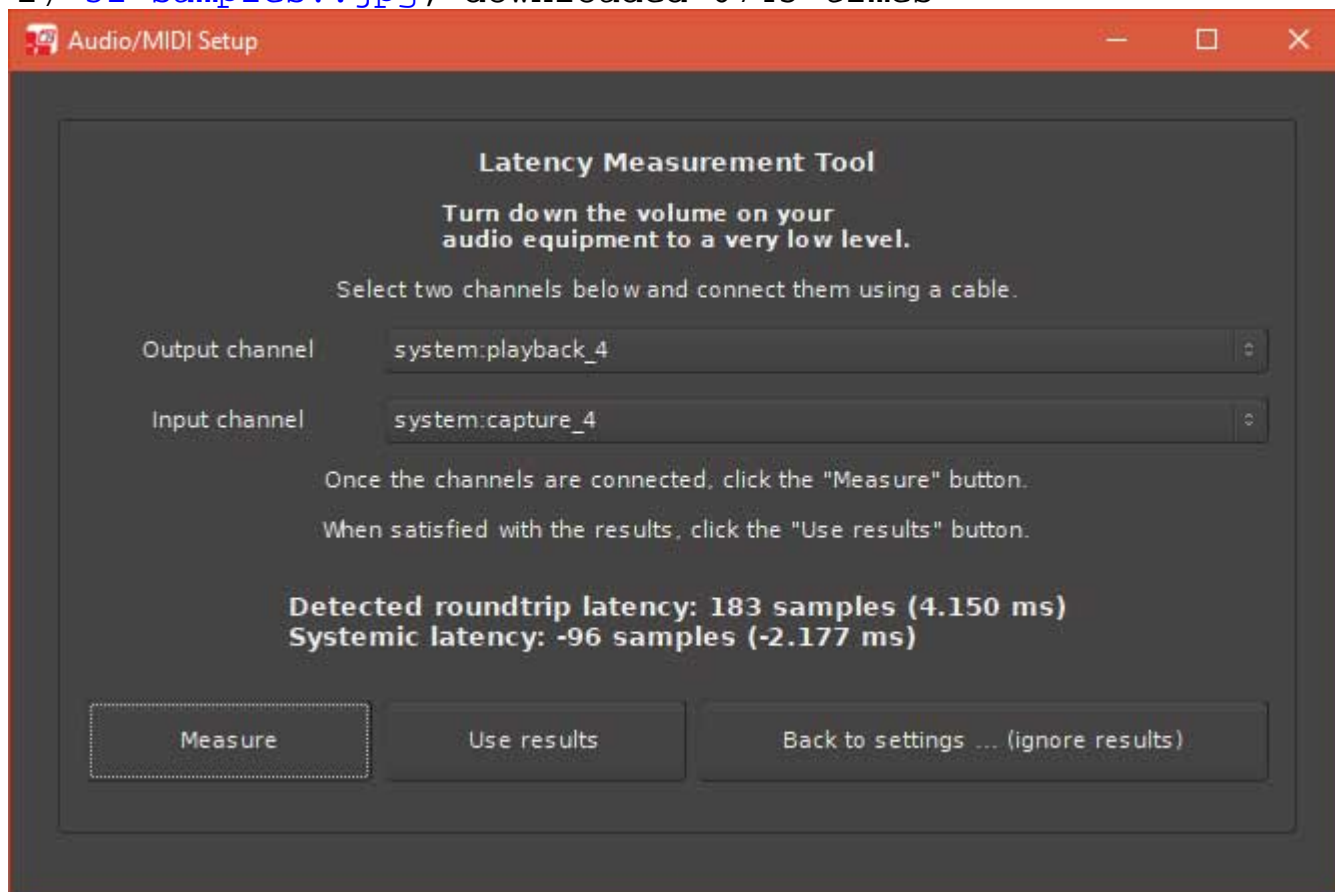 Audio/MIDI Setup
Latency Measurement Tool
Turn down the volume on your
audio equipment to a very low level.
Select two channels below and connect them using a cable.
Output channel system:playback_4
Input channel system:capture_4
Once the channels are connected, click the "Measure" button.
When satisfied with the results, click the "Use results" button.
Detected roundtrip latency: 183 samples (4.150 ms)
Systemic latency: -96 samples (-2.177 ms)
Measure Use results Back to settings ... (ignore results)